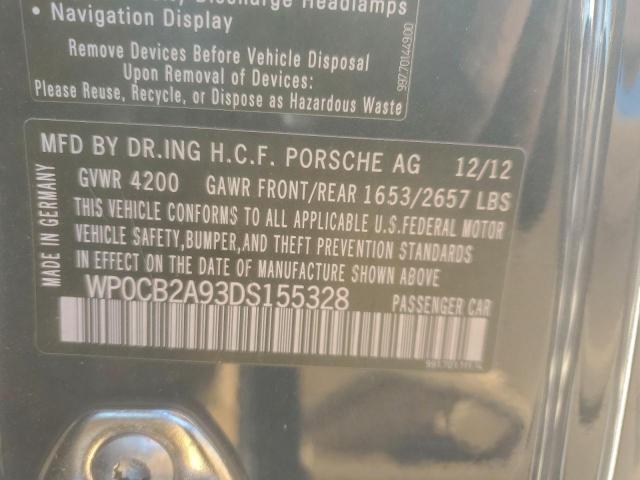 Discharge Headlamps
• Navigation Display
Remove Devices Before Vehicle Disposal
Upon Removal of Devices:
Please Reuse, Recycle, or Dispose as Hazardous Waste
99770144900
MFD BY DR.ING H.C.F. PORSCHE AG 12/12
GVWR 4200 GAWR FRONT/REAR 1653/2657 LBS
THIS VEHICLE CONFORMS TO ALL APPLICABLE U.S.FEDERAL MOTOR
VEHICLE SAFETY,BUMPER,AND THEFT PREVENTION STANDARDS
IN EFFECT ON THE DATE OF MANUFACTURE SHOWN ABOVE
WP0CB2A93DS155328 PASSENGER CAR
MADE IN GERMANY